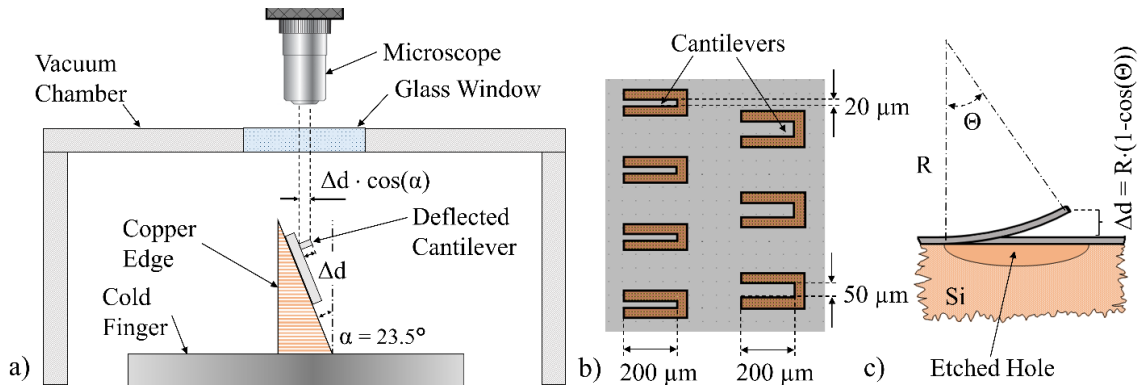 Microscope
Vacuum
Chamber
Glass Window
Δd · cos(α)
Deflected
Cantilever
Copper
Edge
Δd
Cold
Finger
α = 23.5°
a)
Cantilevers
20 µm
50 µm
200 µm
200 µm
b)
Θ
R
Δd = R·(1-cos(Θ))
Si
Etched Hole
c)